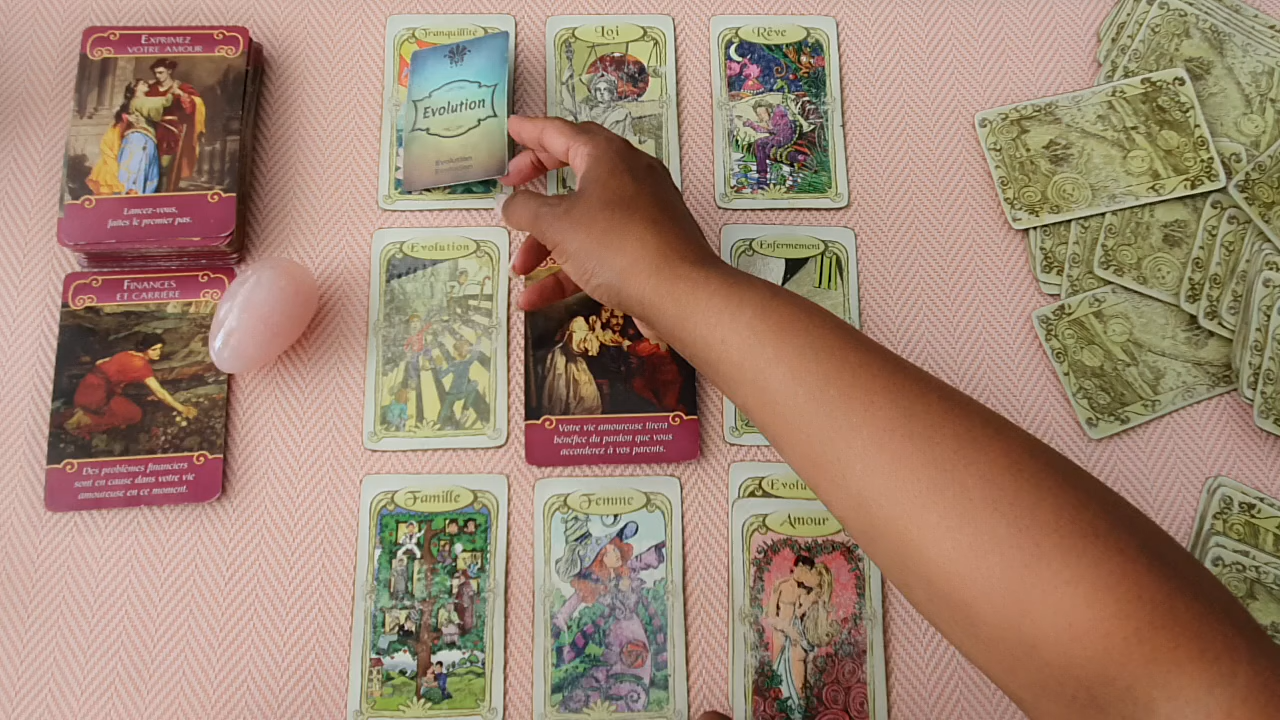 EXPRIMEZ
VOTRE AMOUR
Lancez-vous,
faites le premier pas.
FINANCES
ET CARRIÈRE
Des problèmes financiers
sont en cause dans votre vie
amoureuse en ce moment.
Tranquillité
Evolution
Evolution
Loi
Rêve
Evolution
Votre vie amoureuse tirera
bénéfice du pardon que vous
accorderez à vos parents.
Enfermement
Famille
Femme
Evolu
Amour